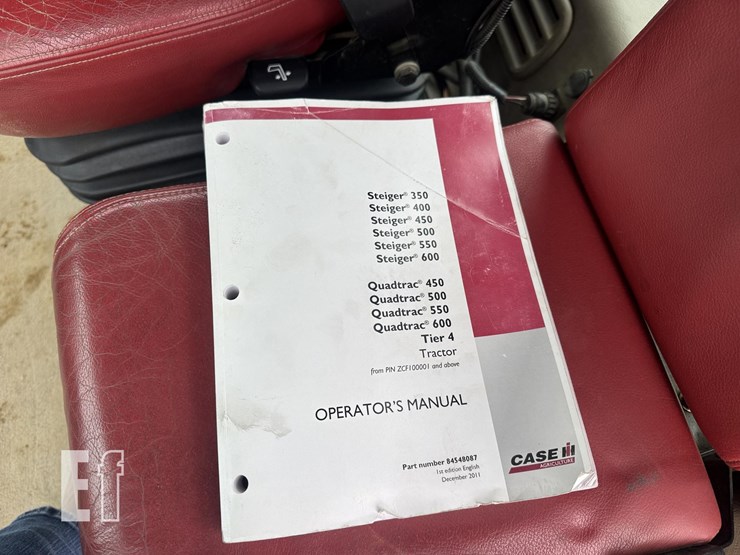 Steiger® 350
Steiger® 400
Steiger® 450
Steiger® 500
Steiger® 550
Steiger® 600
Quadtrac® 450
Quadtrac® 500
Quadtrac® 550
Quadtrac® 600
Tier 4
Tractor
from PIN ZCF100001 and above
OPERATOR'S MANUAL
Part number 84548087
1st edition English
December 2011
CASE IH
AGRICULTURE
Ef